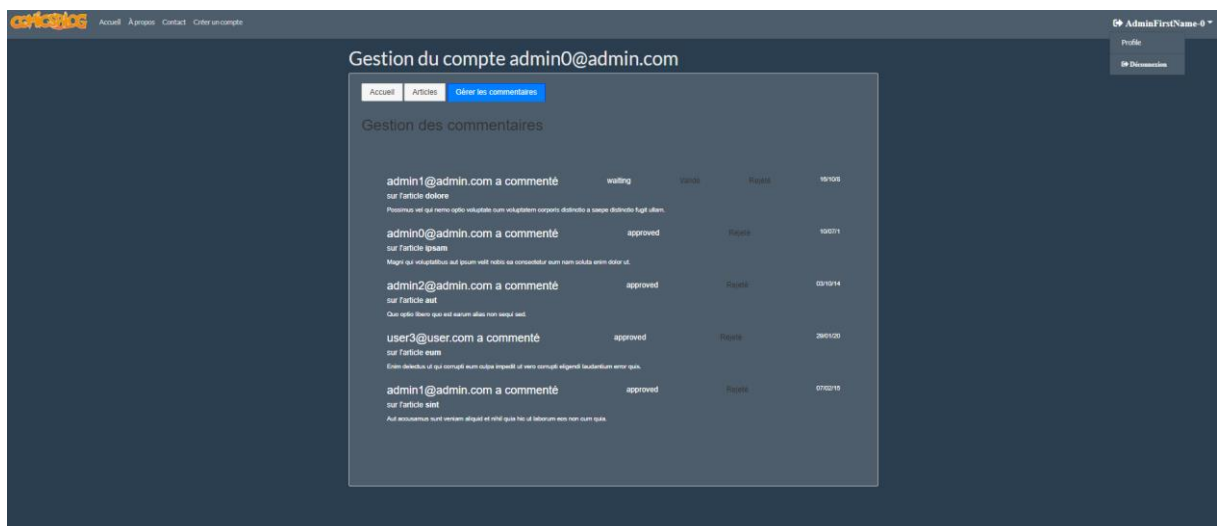 COMICSBLOG Accueil À propos Contact Créer un compte AdminFirstName-0
Profile
Déconnexion
Gestion du compte admin0@admin.com
Accueil Articles Gérer les commentaires
Gestion des commentaires
admin1@admin.com a commenté waiting Rejeté 16/10/8
sur l'article dolore
Possimus vel qui nemo optio voluptate cum voluptatem corporis distinctio a saepe distinctio fugit ullam.
admin0@admin.com a commenté approved Rejeté 10/07/1
sur l'article ipsam
Magni qui voluptatibus aut ipsum velit nobis ea consectetur eum nam soluta enim dolor ut.
admin2@admin.com a commenté approved Rejeté 03/10/14
sur l'article aut
Quo optio libero quo est earum alias non sequi sed.
user3@user.com a commenté approved Rejeté 29/01/20
sur l'article eum
Enim delectus ut qui corrupti eum culpa impedit ut vero corrupti eligendi laudantium error quis.
admin1@admin.com a commenté approved Rejeté 07/02/15
sur l'article sint
Aut accusamus sunt veniam aliquid et nihil quia hic ut laborum eos non cum quia.